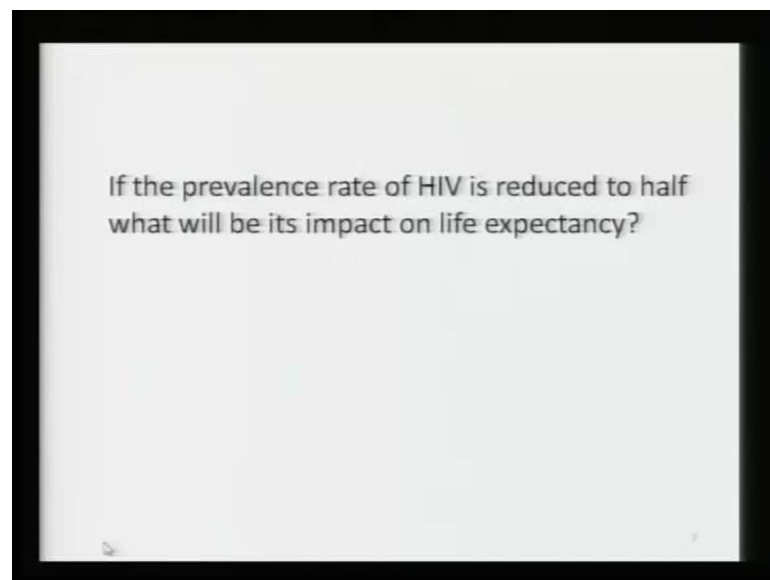 If the prevalence rate of HIV is reduced to half
what will be its impact on life expectancy?